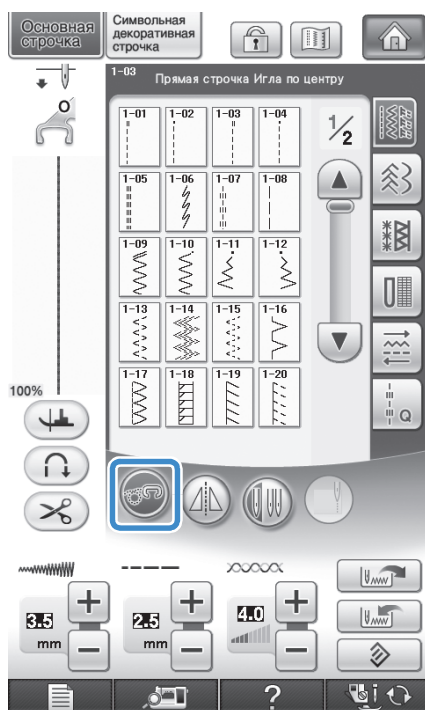 Основная
строчка
Символьная
декоративная
строчка
O
1-03
Прямая строчка Игла по центру
1-01 1-02 1-03 1-04
1/2
1-05 1-06 1-07 1-08
1-09 1-10 1-11 1-12
1-13 1-14 1-15 1-16
1-17 1-18 1-19 1-20
Q
100%
3.5
mm
2.5
mm
4.0
+ + +
− − −
?